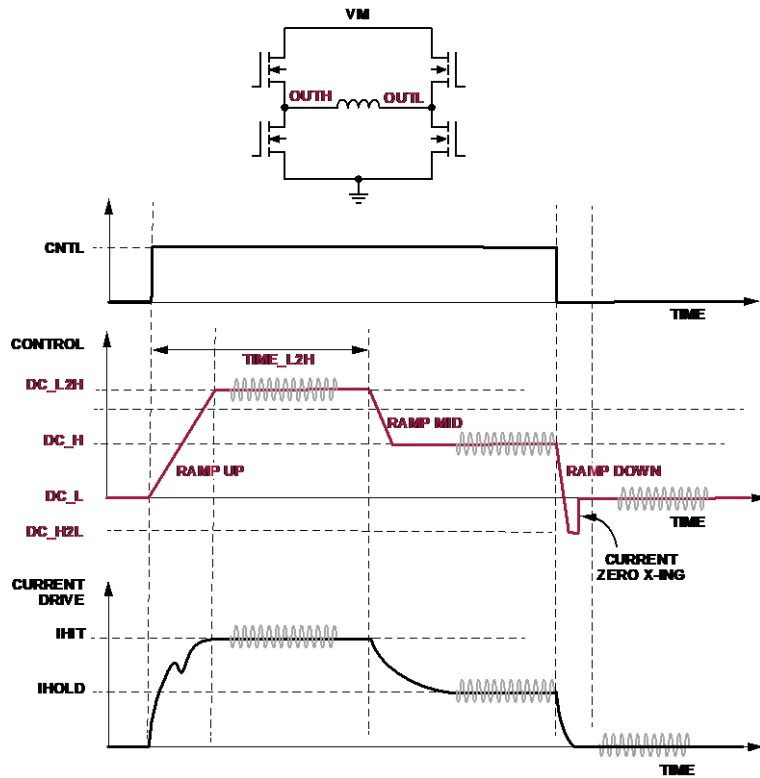 VM
OUTH OUTL
CNTL
TIME
CONTROL
TIME_L2H
DC_L2H
RAMP MID
DC_H
RAMP UP
RAMP DOWN
DC_L
TIME
DC_H2L
CURRENT
ZERO X-ING
CURRENT
DRIVE
IHIT
IHOLD
TIME